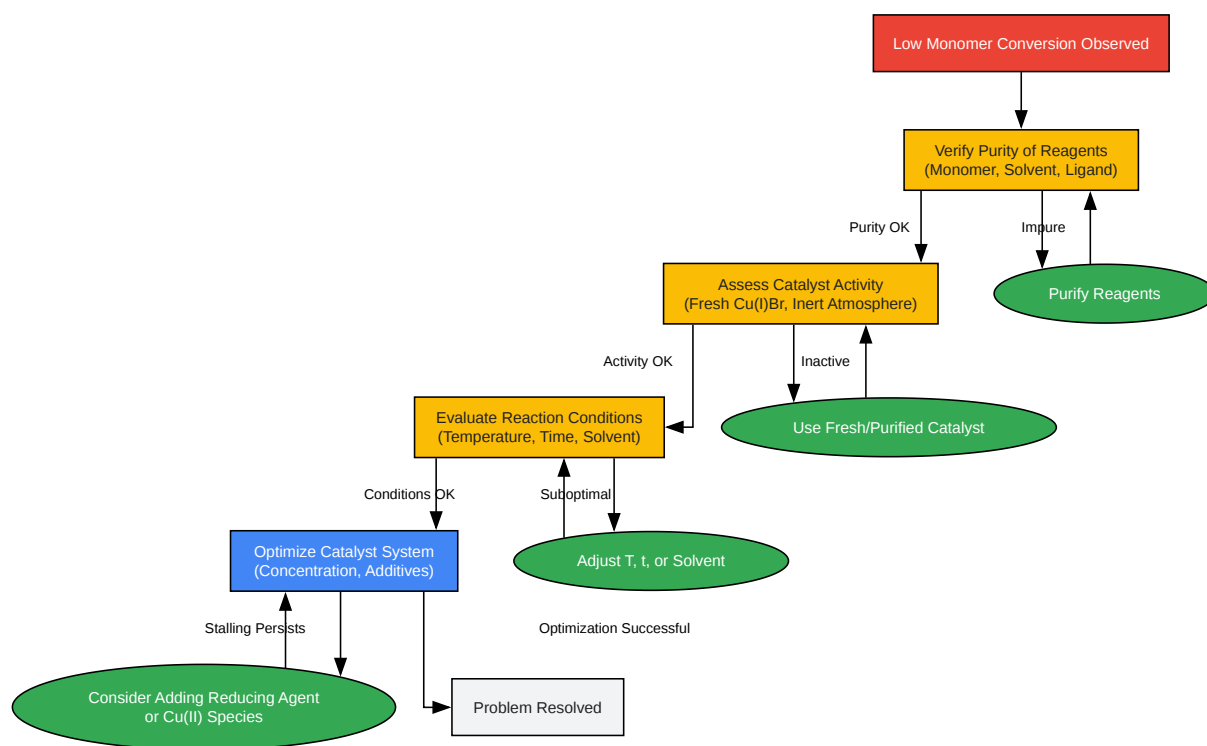 Low Monomer Conversion Observed
Verify Purity of Reagents
(Monomer, Solvent, Ligand)
Purity OK
Impure
Assess Catalyst Activity
(Fresh Cu(I)Br, Inert Atmosphere)
Purify Reagents
Activity OK
Inactive
Evaluate Reaction Conditions
(Temperature, Time, Solvent)
Use Fresh/Purified Catalyst
Conditions OK
Suboptimal
Optimize Catalyst System
(Concentration, Additives)
Adjust T, t, or Solvent
Stalling Persists
Optimization Successful
Consider Adding Reducing Agent
or Cu(II) Species
Problem Resolved